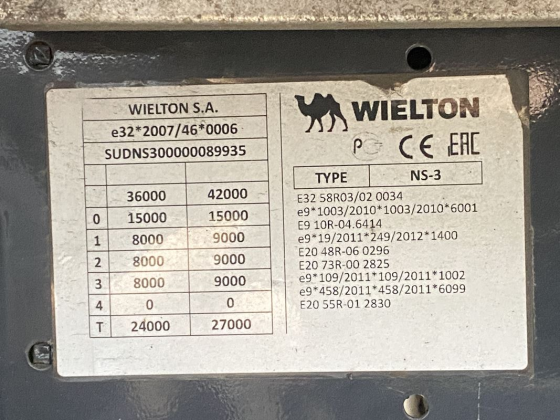 WIELTON S.A.
e32*2007/46*0006
SUDNS300000089935
36000 42000
0 15000 15000
1 8000 9000
2 8000 9000
3 8000 9000
4 0 0
T 24000 27000
WIELTON
PC CE EAC
TYPE NS-3
E32 58R03/02 0034
e9*1003/2010*1003/2010*6001
E9 10R-04.6414
e9*19/2011*249/2012*1400
E20 48R-06 0296
E20 73R-00 2825
e9*109/2011*109/2011*1002
e9*458/2011*458/2011*6099
E20 55R-01 2830